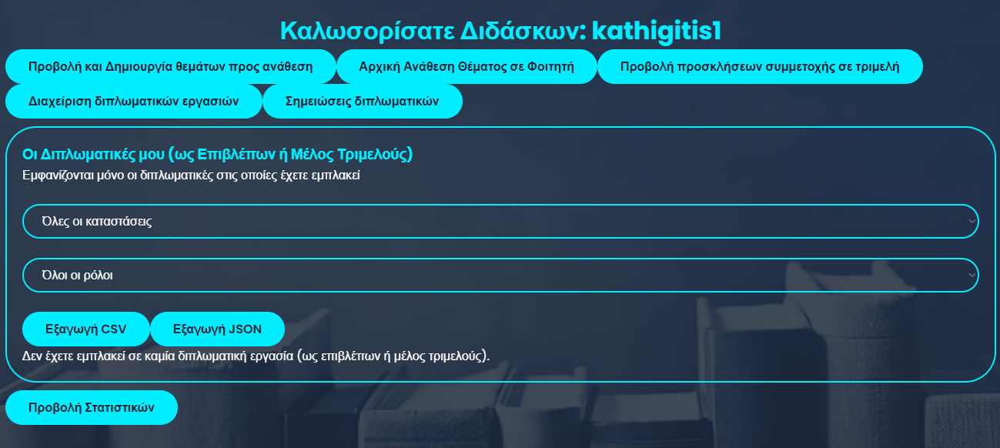 Καλωσορίσατε Διδάσκων: kathigitis1
Προβολή και Δημιουργία θεμάτων προς ανάθεση Αρχική Ανάθεση Θέματος σε Φοιτητή Προβολή προσκλήσεων συμμετοχής σε τριμελή
Διαχείριση διπλωματικών εργασιών Σημειώσεις διπλωματικών
Οι Διπλωματικές μου (ως Επιβλέπων ή Μέλος Τριμελούς)
Εμφανίζονται μόνο οι διπλωματικές στις οποίες έχετε εμπλακεί
Όλες οι καταστάσεις
Όλοι οι ρόλοι
Εξαγωγή CSV Εξαγωγή JSON
Δεν έχετε εμπλακεί σε καμία διπλωματική εργασία (ως επιβλέπων ή μέλος τριμελούς).
Προβολή Στατιστικών